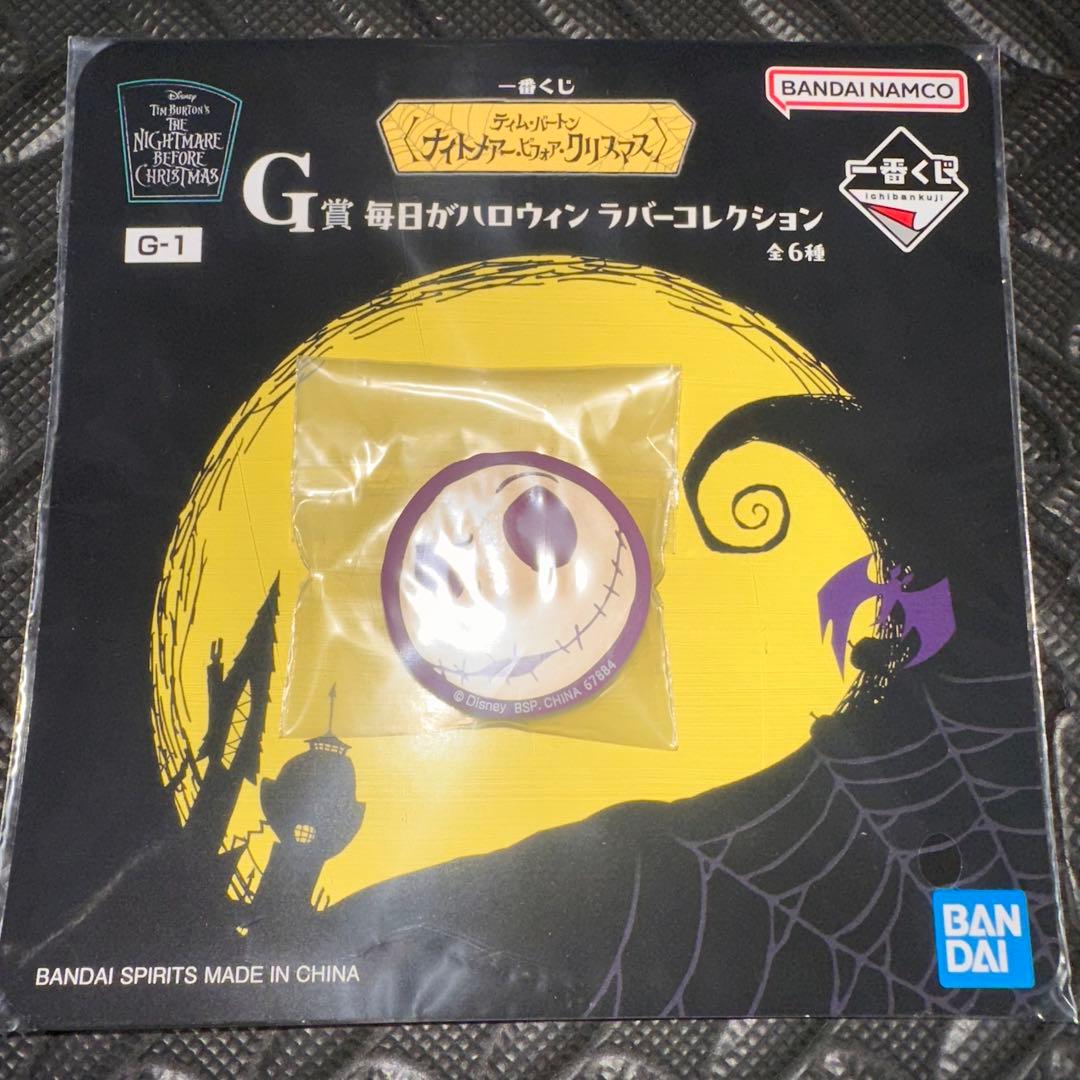 Disney
TIM BURTON'S
THE
NIGHTMARE
BEFORE
CHRISTMAS
一番くじ
ティム・バートン
ナイトメアー・ビフォア・クリスマス
BANDAI NAMCO
一番くじ
ichibankuji
G賞 毎日がハロウィン ラバーコレクション
全6種
G-1
© Disney BSP. CHINA 67884
BANDAI SPIRITS MADE IN CHINA
BAN
DAI